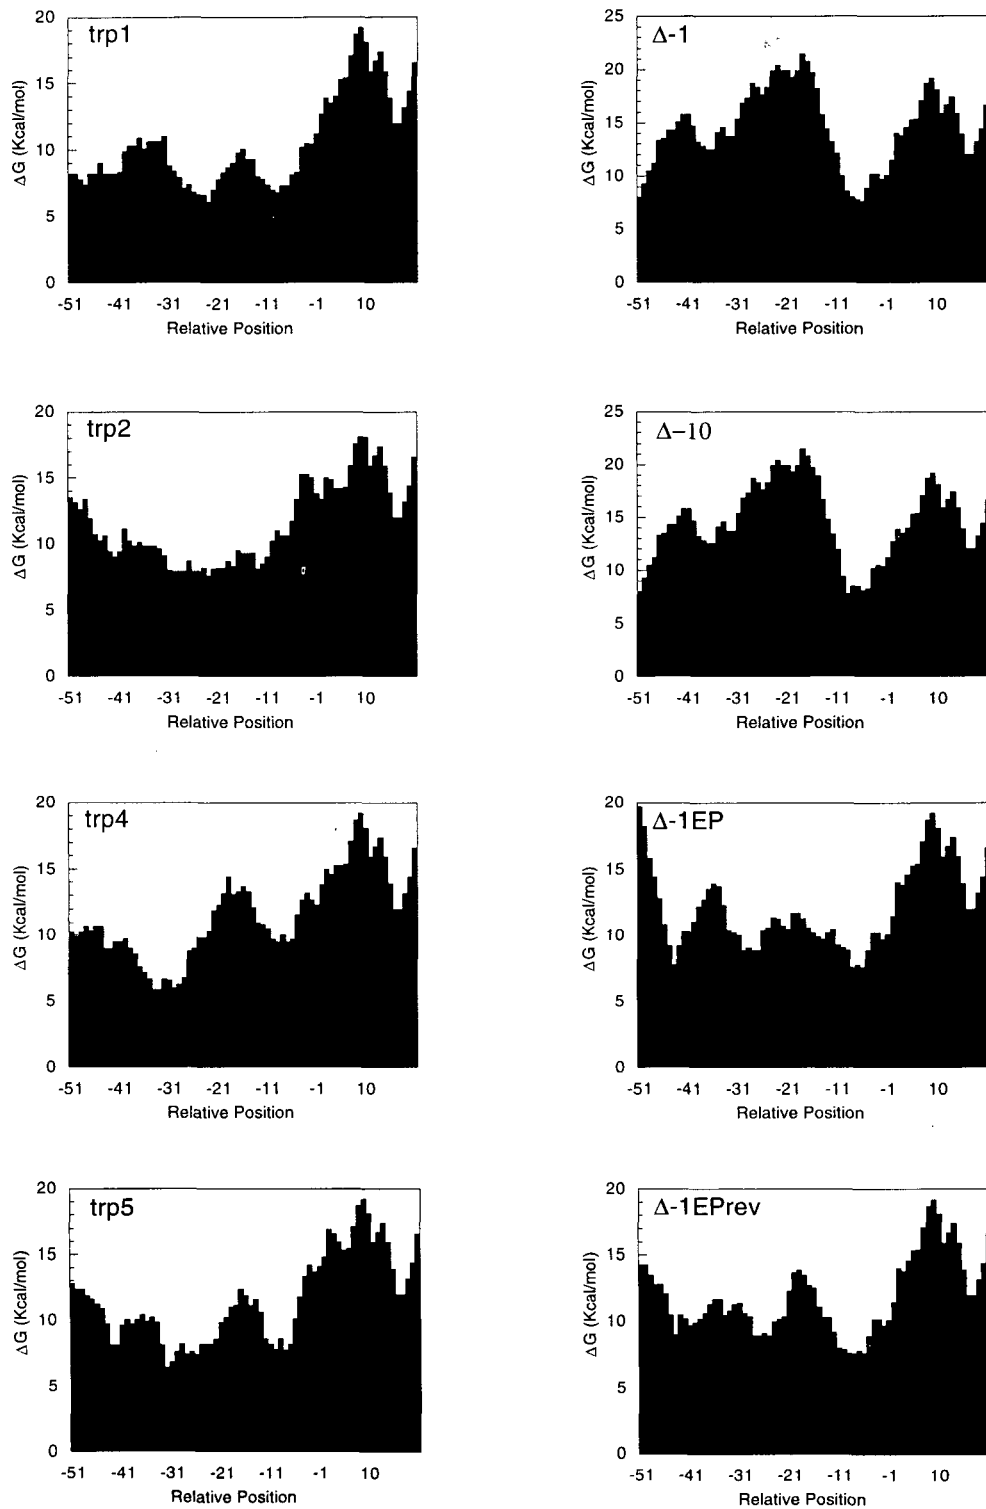 trp1
20
15
10
5
0
ΔG (Kcal/mol)
-51 -41 -31 -21 -11 -1 10
Relative Position
Δ-1
25
20
15
10
5
0
ΔG (Kcal/mol)
-51 -41 -31 -21 -11 -1 10
Relative Position
trp2
20
15
10
5
0
ΔG (Kcal/mol)
-51 -41 -31 -21 -11 -1 10
Relative Position
Δ-10
25
20
15
10
5
0
ΔG (Kcal/mol)
-51 -41 -31 -21 -11 -1 10
Relative Position
trp4
20
15
10
5
0
ΔG (Kcal/mol)
-51 -41 -31 -21 -11 -1 10
Relative Position
Δ-1EP
20
15
10
5
0
ΔG (Kcal/mol)
-51 -41 -31 -21 -11 -1 10
Relative Position
trp5
20
15
10
5
0
ΔG (Kcal/mol)
-51 -41 -31 -21 -11 -1 10
Relative Position
Δ-1EPrev
20
15
10
5
0
ΔG (Kcal/mol)
-51 -41 -31 -21 -11 -1 10
Relative Position